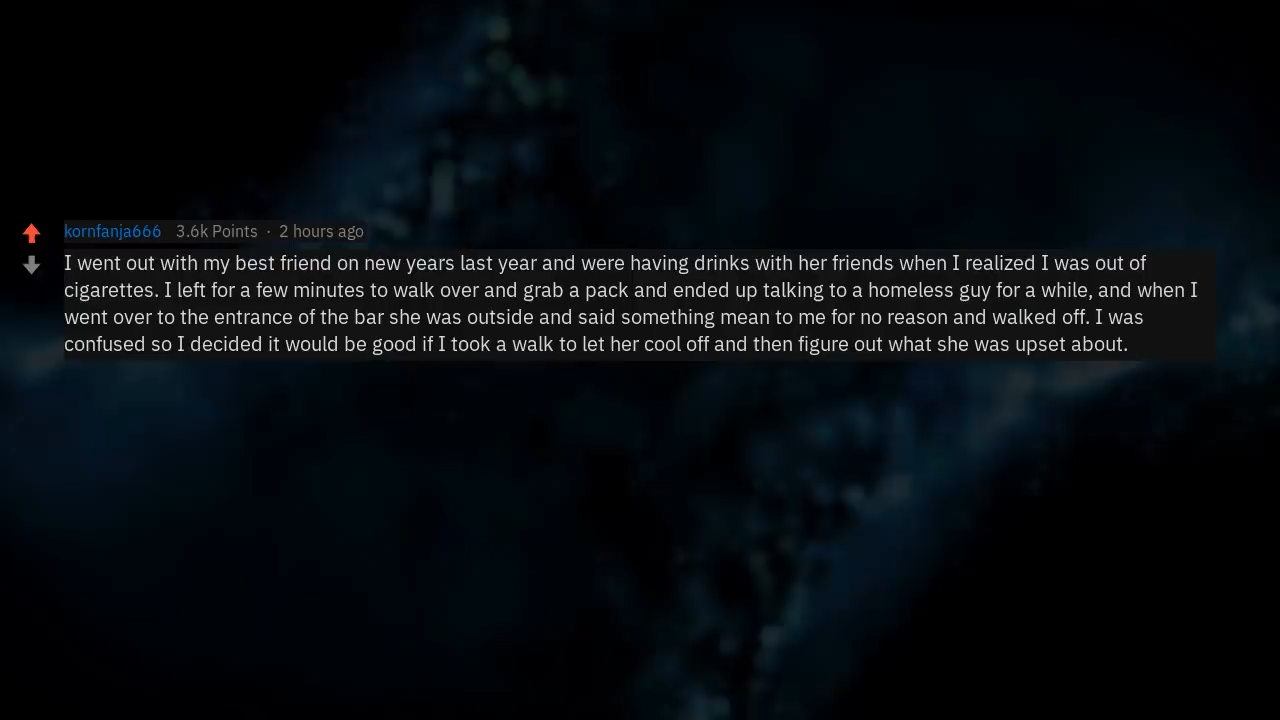 kornfanja666 3.6k Points · 2 hours ago
I went out with my best friend on new years last year and were having drinks with her friends when I realized I was out of
cigarettes. I left for a few minutes to walk over and grab a pack and ended up talking to a homeless guy for a while, and when I
went over to the entrance of the bar she was outside and said something mean to me for no reason and walked off. I was
confused so I decided it would be good if I took a walk to let her cool off and then figure out what she was upset about.